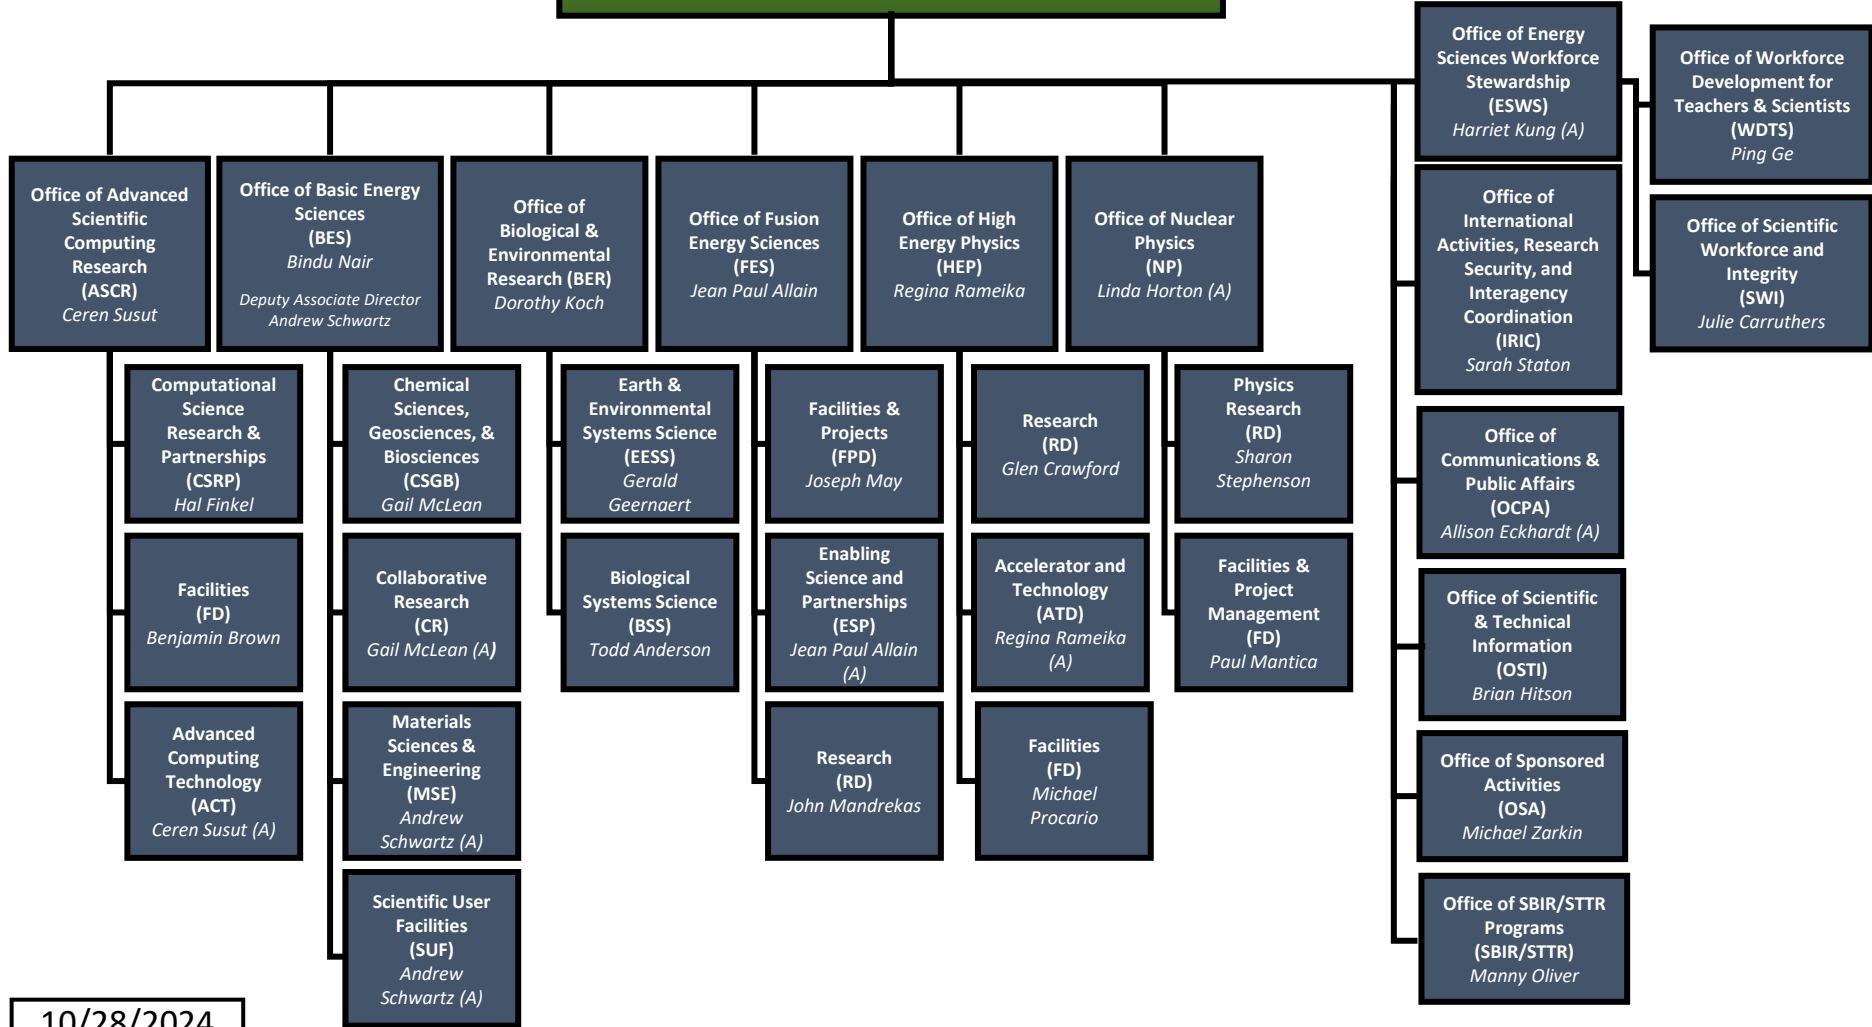 Office of Advanced
Scientific
Computing
Research
(ASCR)
Ceren Susut
Computational
Science
Research &
Partnerships
(CSRP)
Hal Finkel
Facilities
(FD)
Benjamin Brown
Advanced
Computing
Technology
(ACT)
Ceren Susut (A)
Office of Basic Energy
Sciences
(BES)
Bindu Nair
Deputy Associate Director
Andrew Schwartz
Chemical
Sciences,
Geosciences, &
Biosciences
(CSGB)
Gail McLean
Collaborative
Research
(CR)
Gail McLean (A)
Materials
Sciences &
Engineering
(MSE)
Andrew
Schwartz (A)
Scientific User
Facilities
(SUF)
Andrew
Schwartz (A)
Office of
Biological &
Environmental
Research (BER)
Dorothy Koch
Earth &
Environmental
Systems Science
(EESS)
Gerald
Geernaert
Biological
Systems Science
(BSS)
Todd Anderson
Office of Fusion
Energy Sciences
(FES)
Jean Paul Allain
Facilities &
Projects
(FPD)
Joseph May
Enabling
Science and
Partnerships
(ESP)
Jean Paul Allain
(A)
Research
(RD)
John Mandrekas
Office of High
Energy Physics
(HEP)
Regina Rameika
Research
(RD)
Glen Crawford
Accelerator and
Technology
(ATD)
Regina Rameika
(A)
Facilities
(FD)
Michael
Procario
Office of Nuclear
Physics
(NP)
Linda Horton (A)
Physics
Research
(RD)
Sharon
Stephenson
Facilities &
Project
Management
(FD)
Paul Mantica
Office of Energy
Sciences Workforce
Stewardship
(ESWS)
Harriet Kung (A)
Office of Workforce
Development for
Teachers & Scientists
(WDTS)
Ping Ge
Office of Scientific
Workforce and
Integrity
(SWI)
Julie Carruthers
Office of
International
Activities, Research
Security, and
Interagency
Coordination
(IRIC)
Sarah Staton
Office of
Communications &
Public Affairs
(OCPA)
Allison Eckhardt (A)
Office of Scientific
& Technical
Information
(OSTI)
Brian Hitson
Office of Sponsored
Activities
(OSA)
Michael Zarkin
Office of SBIR/STTR
Programs
(SBIR/STTR)
Manny Oliver
10/28/2024